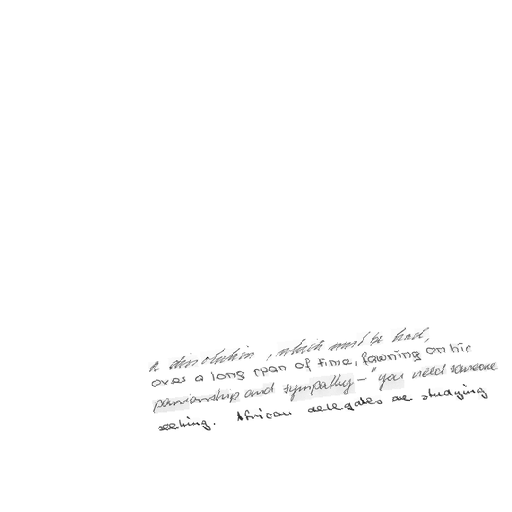 a dissolution, which must be had,
over a long span of time, fawning on his
panionship and sympathy - "you need someone
seeking. African delegates are studying